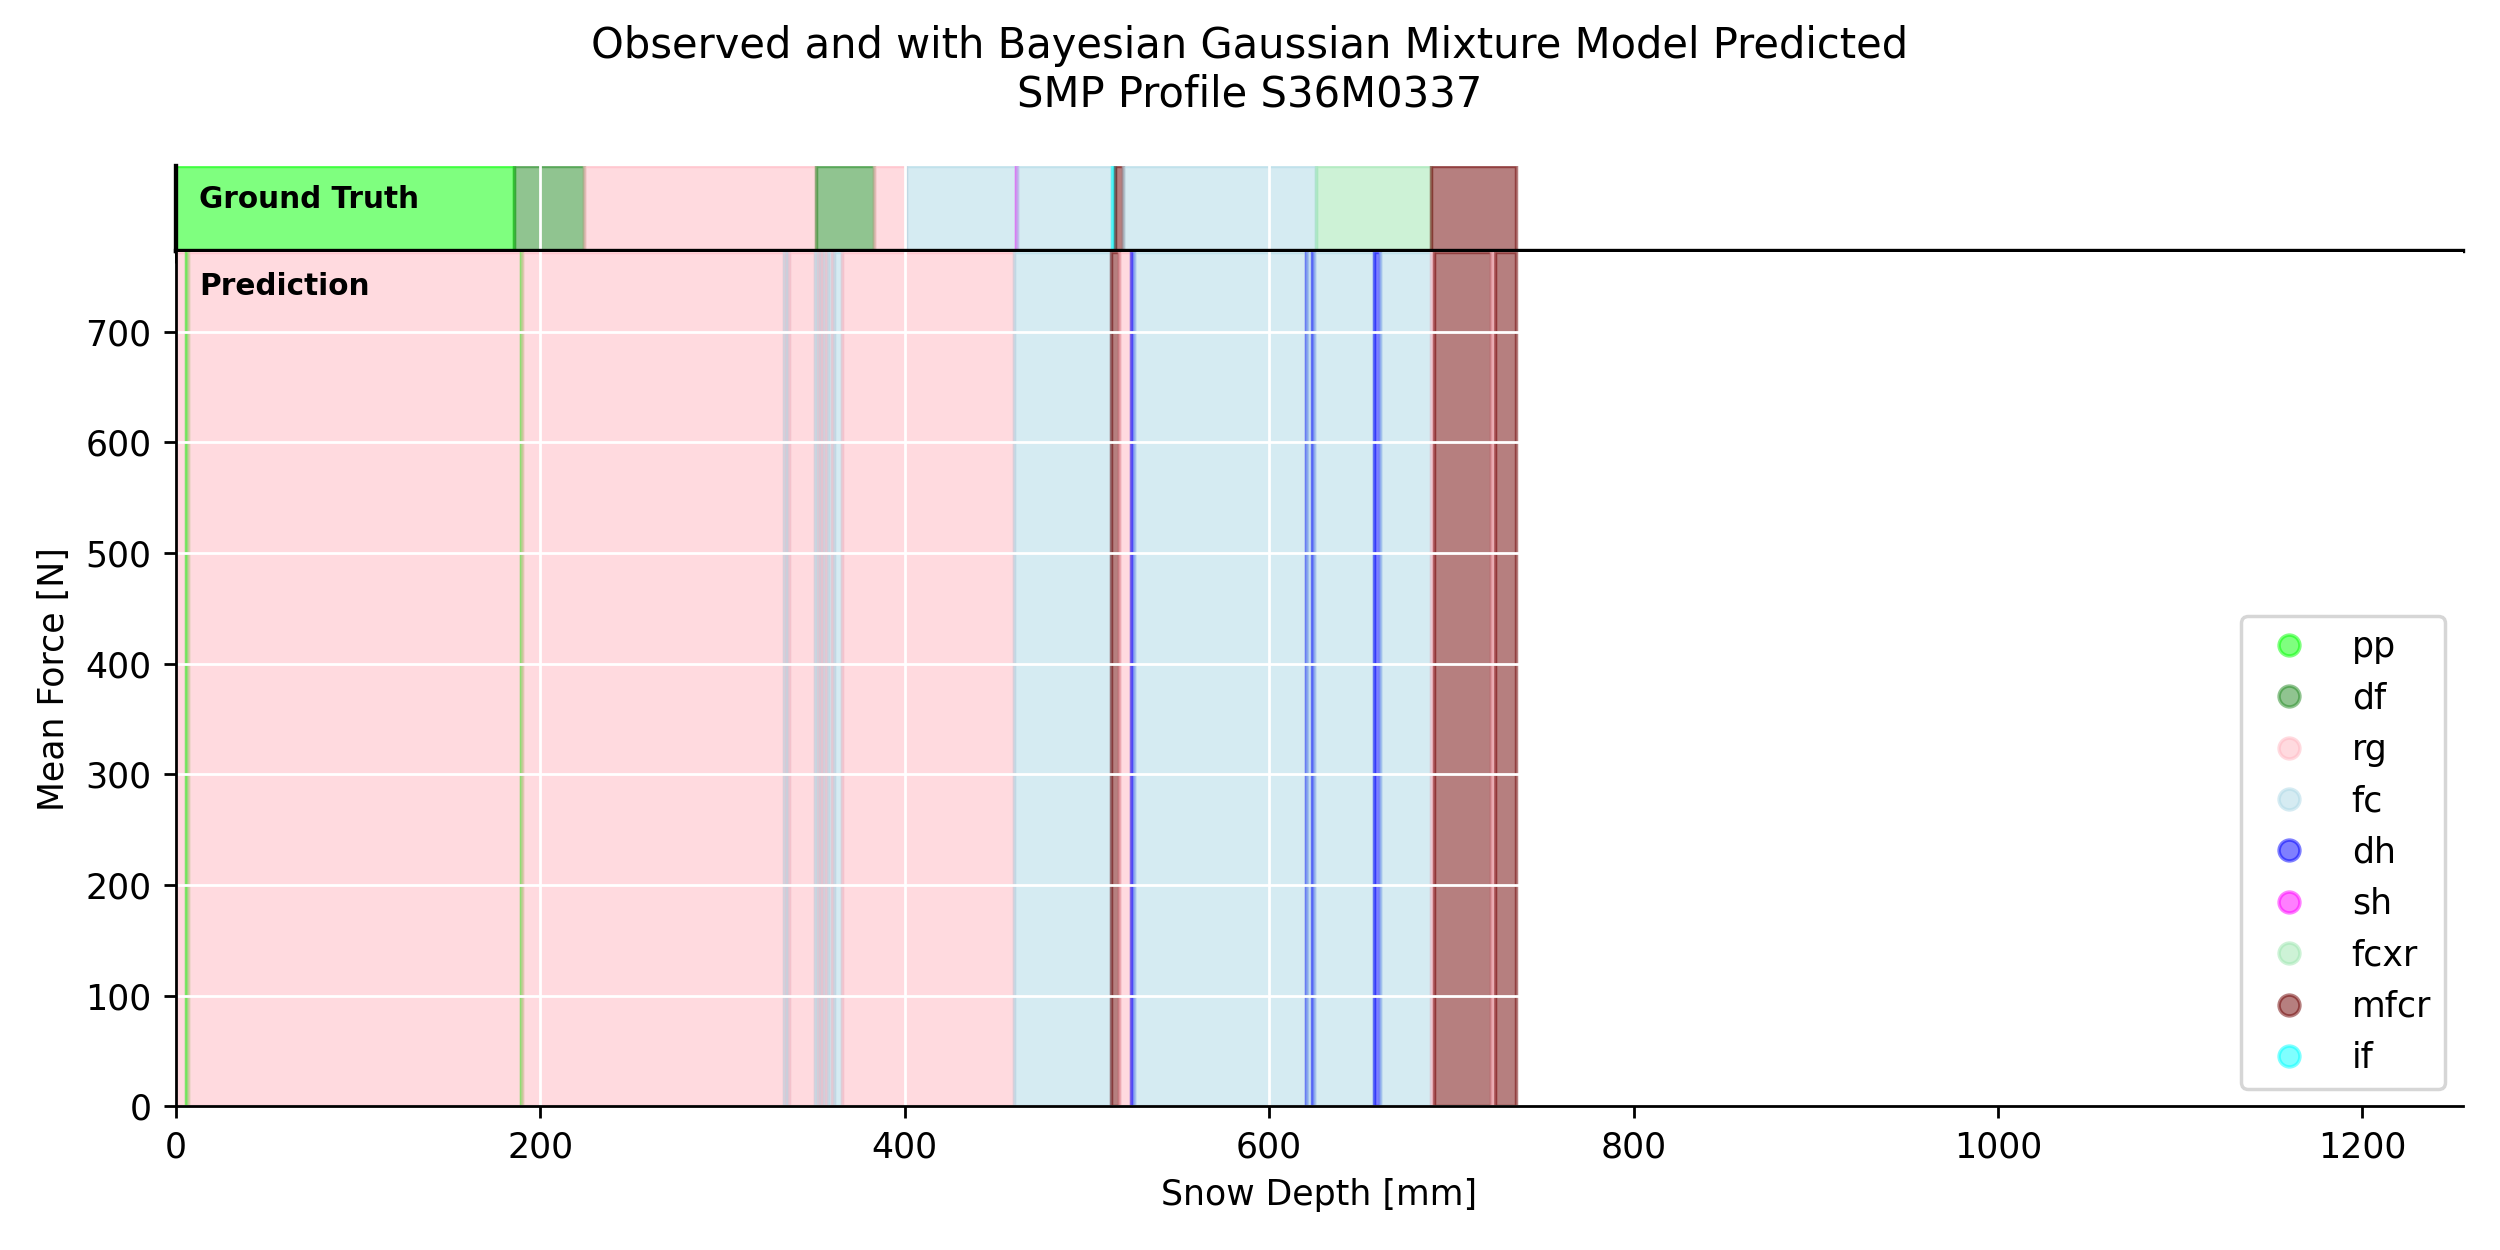 Observed and with Bayesian Gaussian Mixture Model Predicted
SMP Profile S36M0337
Ground Truth
Prediction
Mean Force [N]
700
600
500
400
300
200
100
0
0 200 400 600 800 1000 1200
Snow Depth [mm]
pp
df
rg
fc
dh
sh
fcxr
mfcr
if